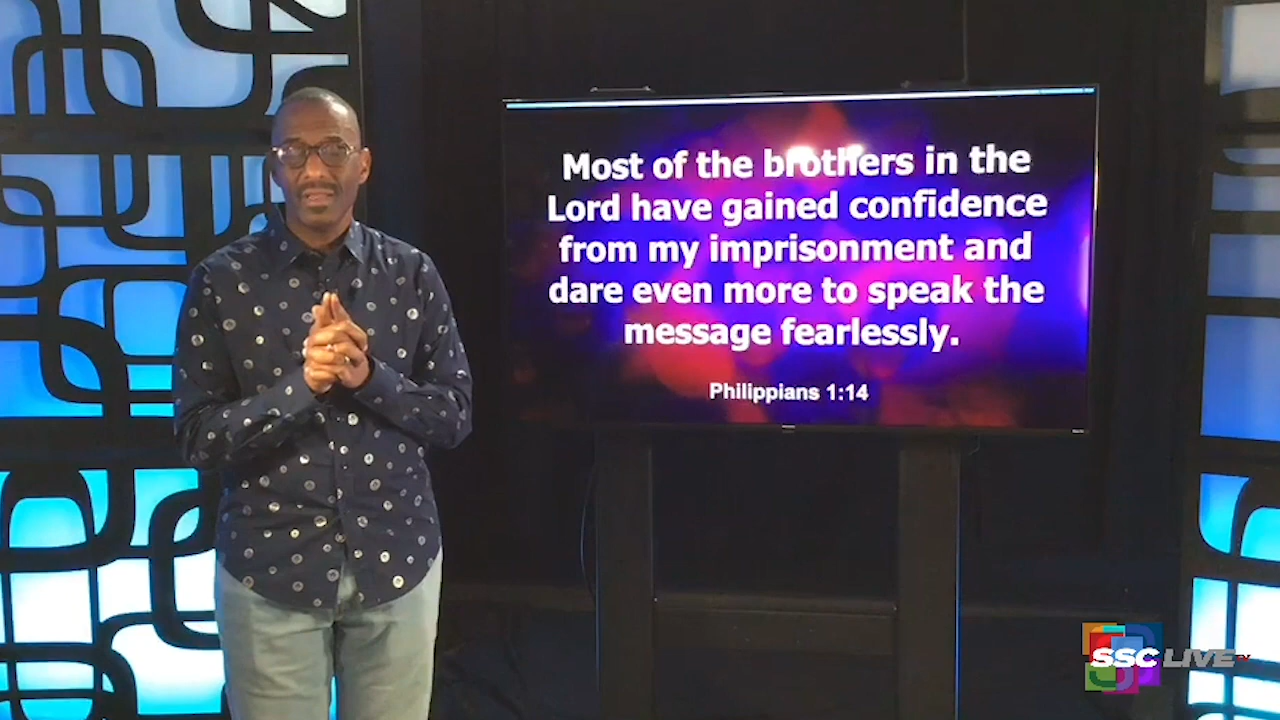 Most of the brothers in the
Lord have gained confidence
from my imprisonment and
dare even more to speak the
message fearlessly.
Philippians 1:14
SSC LIVE TV